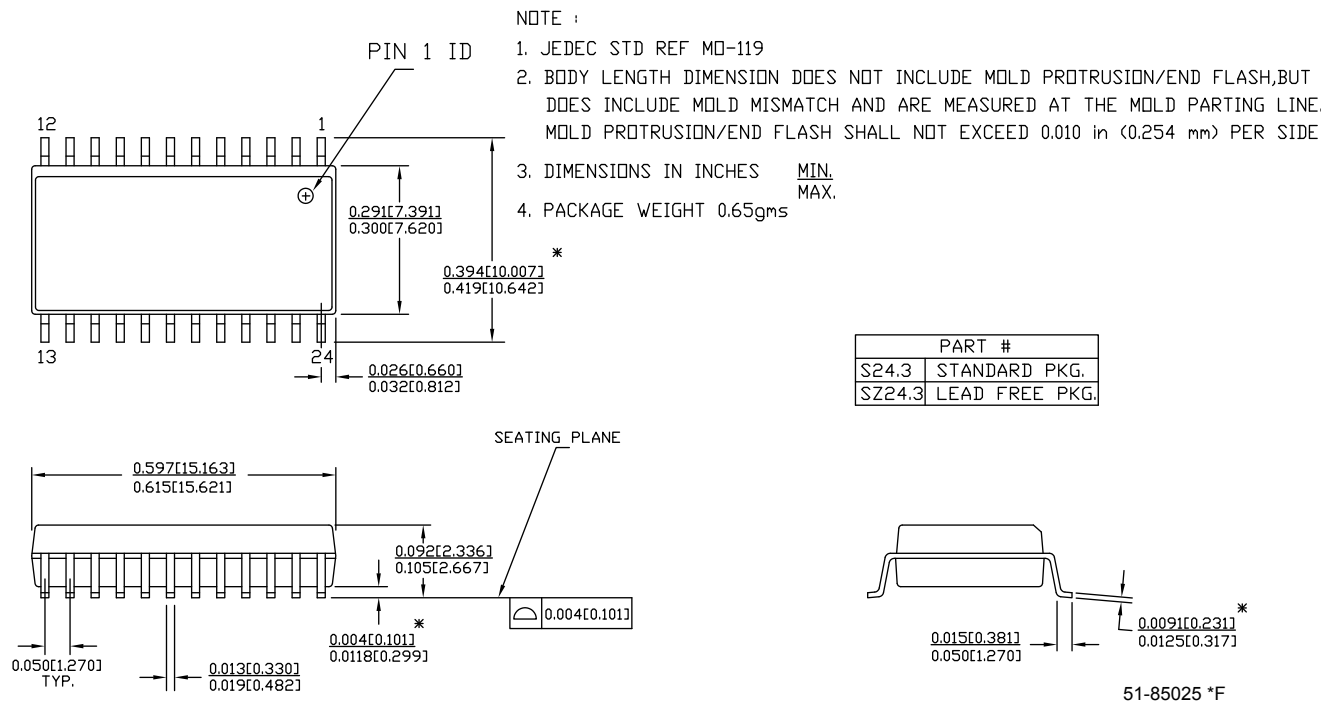 NOTE :
1. JEDEC STD REF MO-119
2. BODY LENGTH DIMENSION DOES NOT INCLUDE MOLD PROTRUSION/END FLASH,BUT
DOES INCLUDE MOLD MISMATCH AND ARE MEASURED AT THE MOLD PARTING LINE.
MOLD PROTRUSION/END FLASH SHALL NOT EXCEED 0.010 in (0.254 mm) PER SIDE
3. DIMENSIONS IN INCHES MIN.
MAX.
4. PACKAGE WEIGHT 0.65gms
PIN 1 ID
12 1
0.291[7.391]
0.300[7.620]
*
0.394[10.007]
0.419[10.642]
13 24
0.026[0.660]
0.032[0.812]
PART #
S24.3 STANDARD PKG.
SZ24.3 LEAD FREE PKG.
SEATING PLANE
0.597[15.163]
0.615[15.621]
0.092[2.336]
0.105[2.667]
0.004[0.101]
*
0.004[0.101]
0.0118[0.299]
0.050[1.270]
TYP.
0.013[0.330]
0.019[0.482]
0.015[0.381]
0.050[1.270]
*
0.0091[0.231]
0.0125[0.317]
51-85025 *F